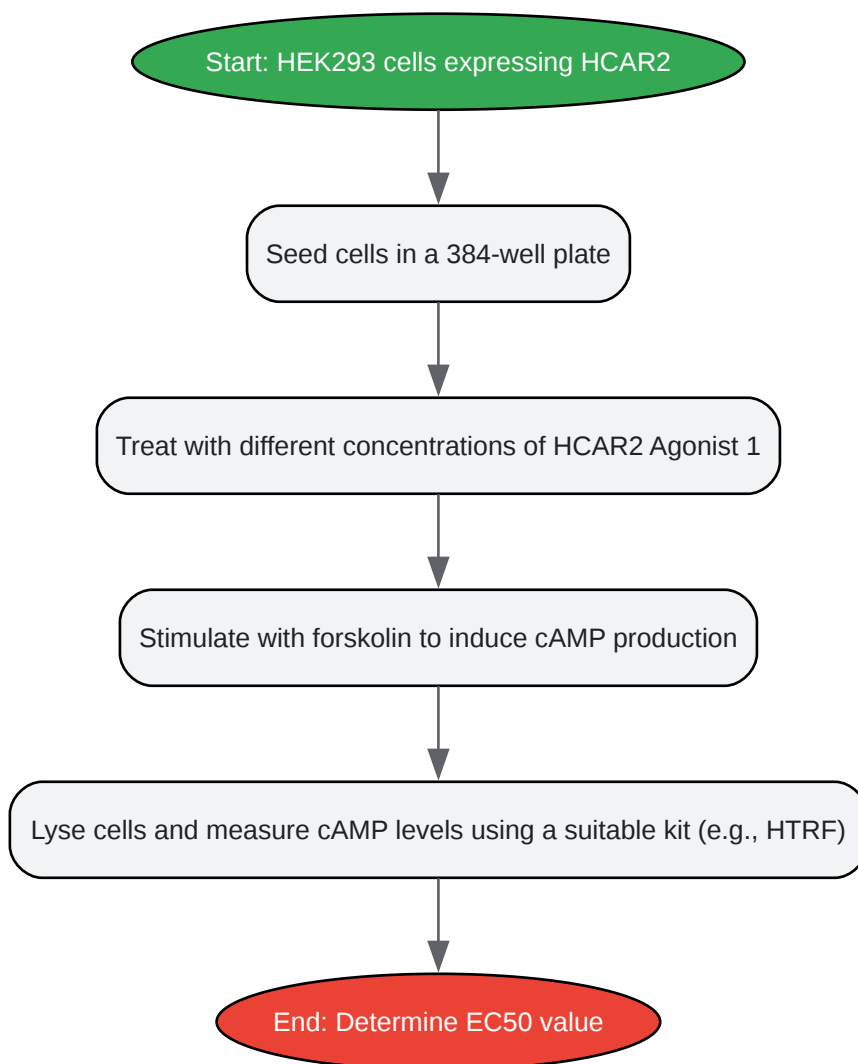 Start: HEK293 cells expressing HCAR2
Seed cells in a 384-well plate
Treat with different concentrations of HCAR2 Agonist 1
Stimulate with forskolin to induce cAMP production
Lyse cells and measure cAMP levels using a suitable kit (e.g., HTRF)
End: Determine EC50 value